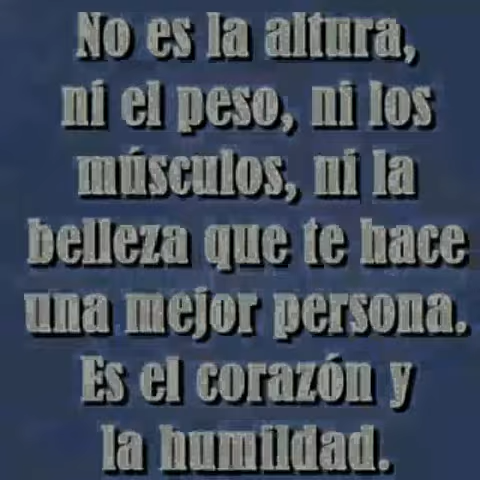 No es la altura,
ni el peso, ni los
músculos, ni la
belleza que te hace
una mejor persona.
Es el corazón y
la humildad.